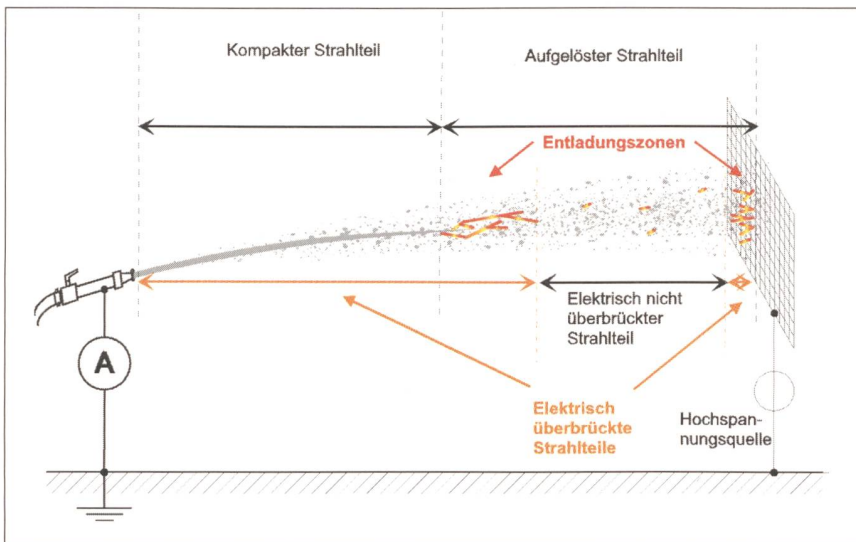 Kompakter Strahlteil
Aufgelöster Strahlteil
Entladungszonen
Elektrisch nicht
überbrückter
Strahlteil
A
Elektrisch
überbrückte
Strahlteile
Hochspan-
nungsquelle